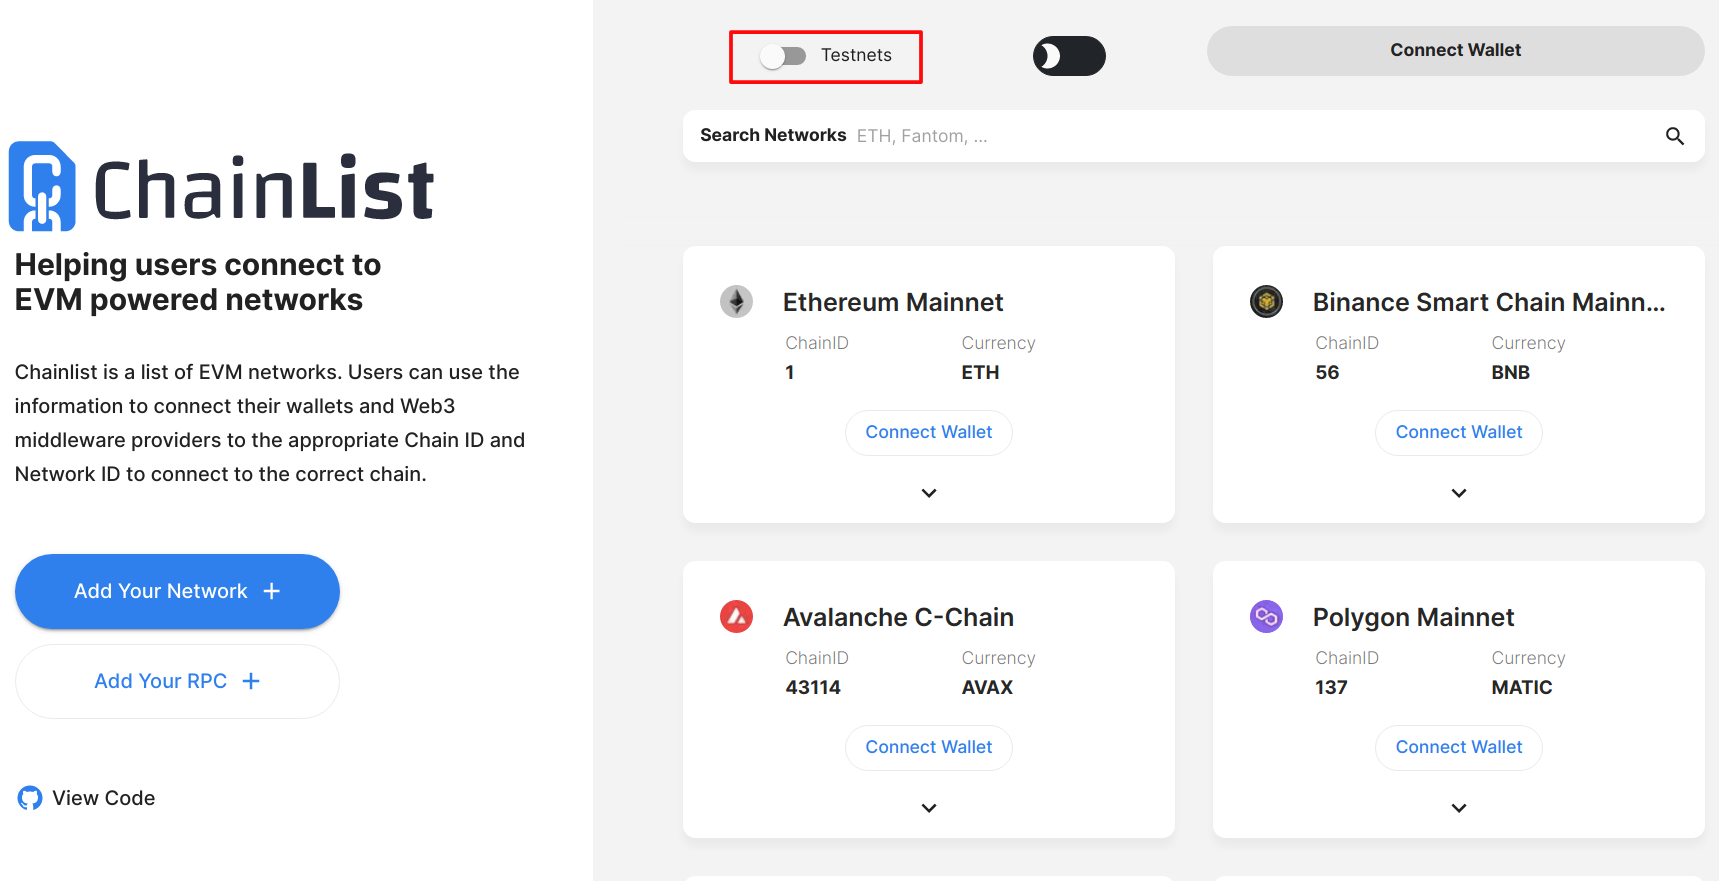 ChainList
Helping users connect to
EVM powered networks
Chainlist is a list of EVM networks. Users can use the
information to connect their wallets and Web3
middleware providers to the appropriate Chain ID and
Network ID to connect to the correct chain.
Add Your Network +
Add Your RPC +
View Code
Testnets
Connect Wallet
Search Networks ETH, Fantom, ...
Ethereum Mainnet
ChainID Currency
1 ETH
Connect Wallet
Binance Smart Chain Mainn...
ChainID Currency
56 BNB
Connect Wallet
Avalanche C-Chain
ChainID Currency
43114 AVAX
Connect Wallet
Polygon Mainnet
ChainID Currency
137 MATIC
Connect Wallet